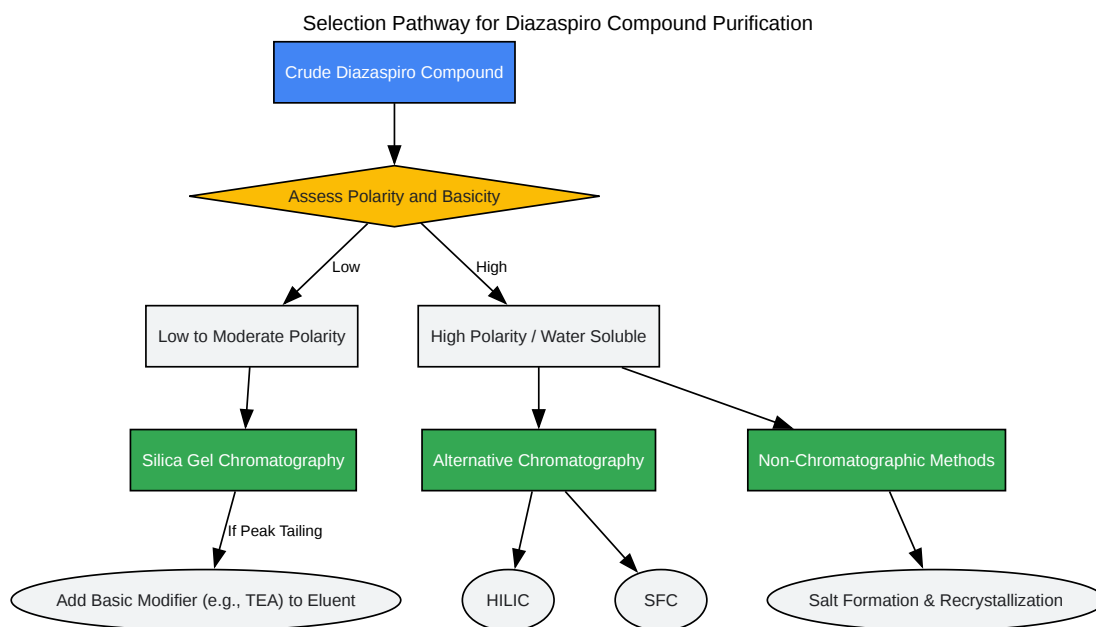 Selection Pathway for Diazaspiro Compound Purification
Crude Diazaspiro Compound
Assess Polarity and Basicity
Low
High
Low to Moderate Polarity
High Polarity / Water Soluble
Silica Gel Chromatography
Alternative Chromatography
Non-Chromatographic Methods
If Peak Tailing
Add Basic Modifier (e.g., TEA) to Eluent
HILIC
SFC
Salt Formation & Recrystallization